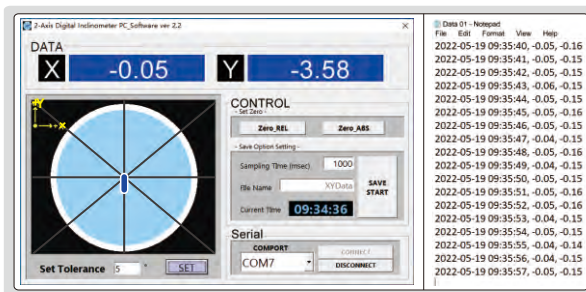 2-Axis Digital Inclinometer PC_Software ver 2.2
DATA
X -0.05 Y -3.58
+Y
+X
CONTROL
- Set Zero -
Zero_REL Zero_ABS
- Save Option Setting -
Sampling Time (msec) 1000
File Name XYData
SAVE START
Current Time 09:34:36
Serial
COMPORT
COM7
CONNECT
DISCONNECT
Set Tolerance 5 ° SET
Data 01 - Notepad
File Edit Format View Help
2022-05-19 09:35:40, -0.05, -0.16
2022-05-19 09:35:41, -0.05, -0.15
2022-05-19 09:35:42, -0.05, -0.15
2022-05-19 09:35:43, -0.06, -0.15
2022-05-19 09:35:44, -0.05, -0.15
2022-05-19 09:35:45, -0.05, -0.16
2022-05-19 09:35:46, -0.05, -0.15
2022-05-19 09:35:47, -0.04, -0.15
2022-05-19 09:35:48, -0.05, -0.16
2022-05-19 09:35:49, -0.04, -0.15
2022-05-19 09:35:50, -0.05, -0.15
2022-05-19 09:35:51, -0.05, -0.16
2022-05-19 09:35:52, -0.05, -0.16
2022-05-19 09:35:53, -0.04, -0.15
2022-05-19 09:35:54, -0.04, -0.15
2022-05-19 09:35:55, -0.05, -0.14
2022-05-19 09:35:56, -0.04, -0.15
2022-05-19 09:35:57, -0.05, -0.15